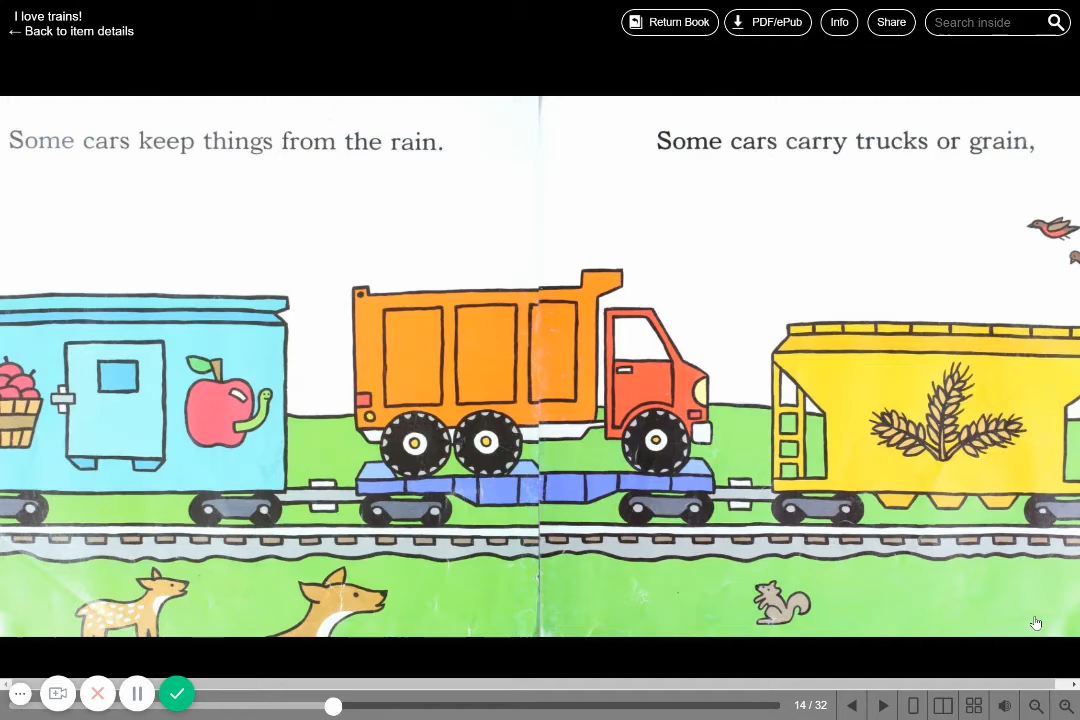 I love trains!
← Back to item details
Return Book
PDF/ePub
Info
Share
Search inside
Some cars keep things from the rain.
Some cars carry trucks or grain,
14 / 32